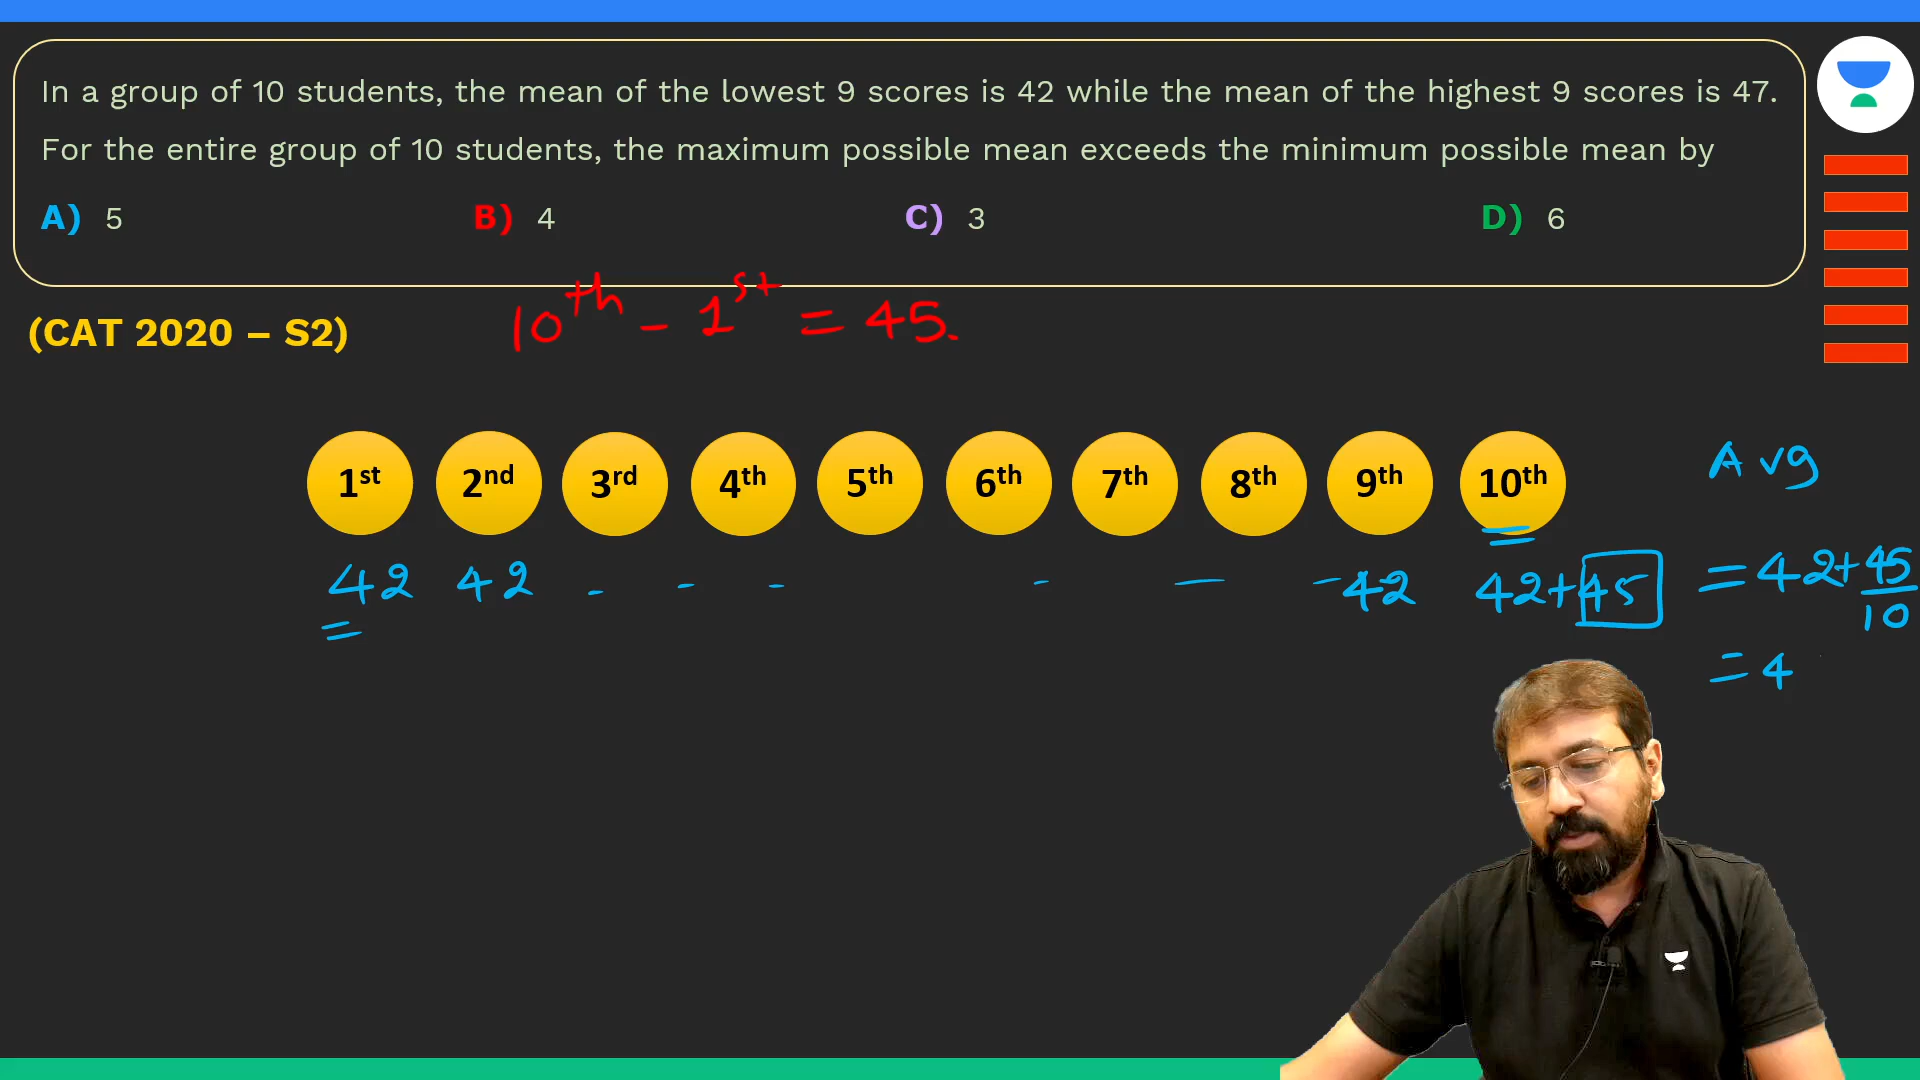 In a group of 10 students, the mean of the lowest 9 scores is 42 while the mean of the highest 9 scores is 47.
For the entire group of 10 students, the maximum possible mean exceeds the minimum possible mean by
A) 5 B) 4 C) 3 D) 6
(CAT 2020 – S2)
10th - 1st = 45.
1st 2nd 3rd 4th 5th 6th 7th 8th 9th 10th
Avg
42 42 - - - - — - 42 42+45
= 42+45/10
= 4